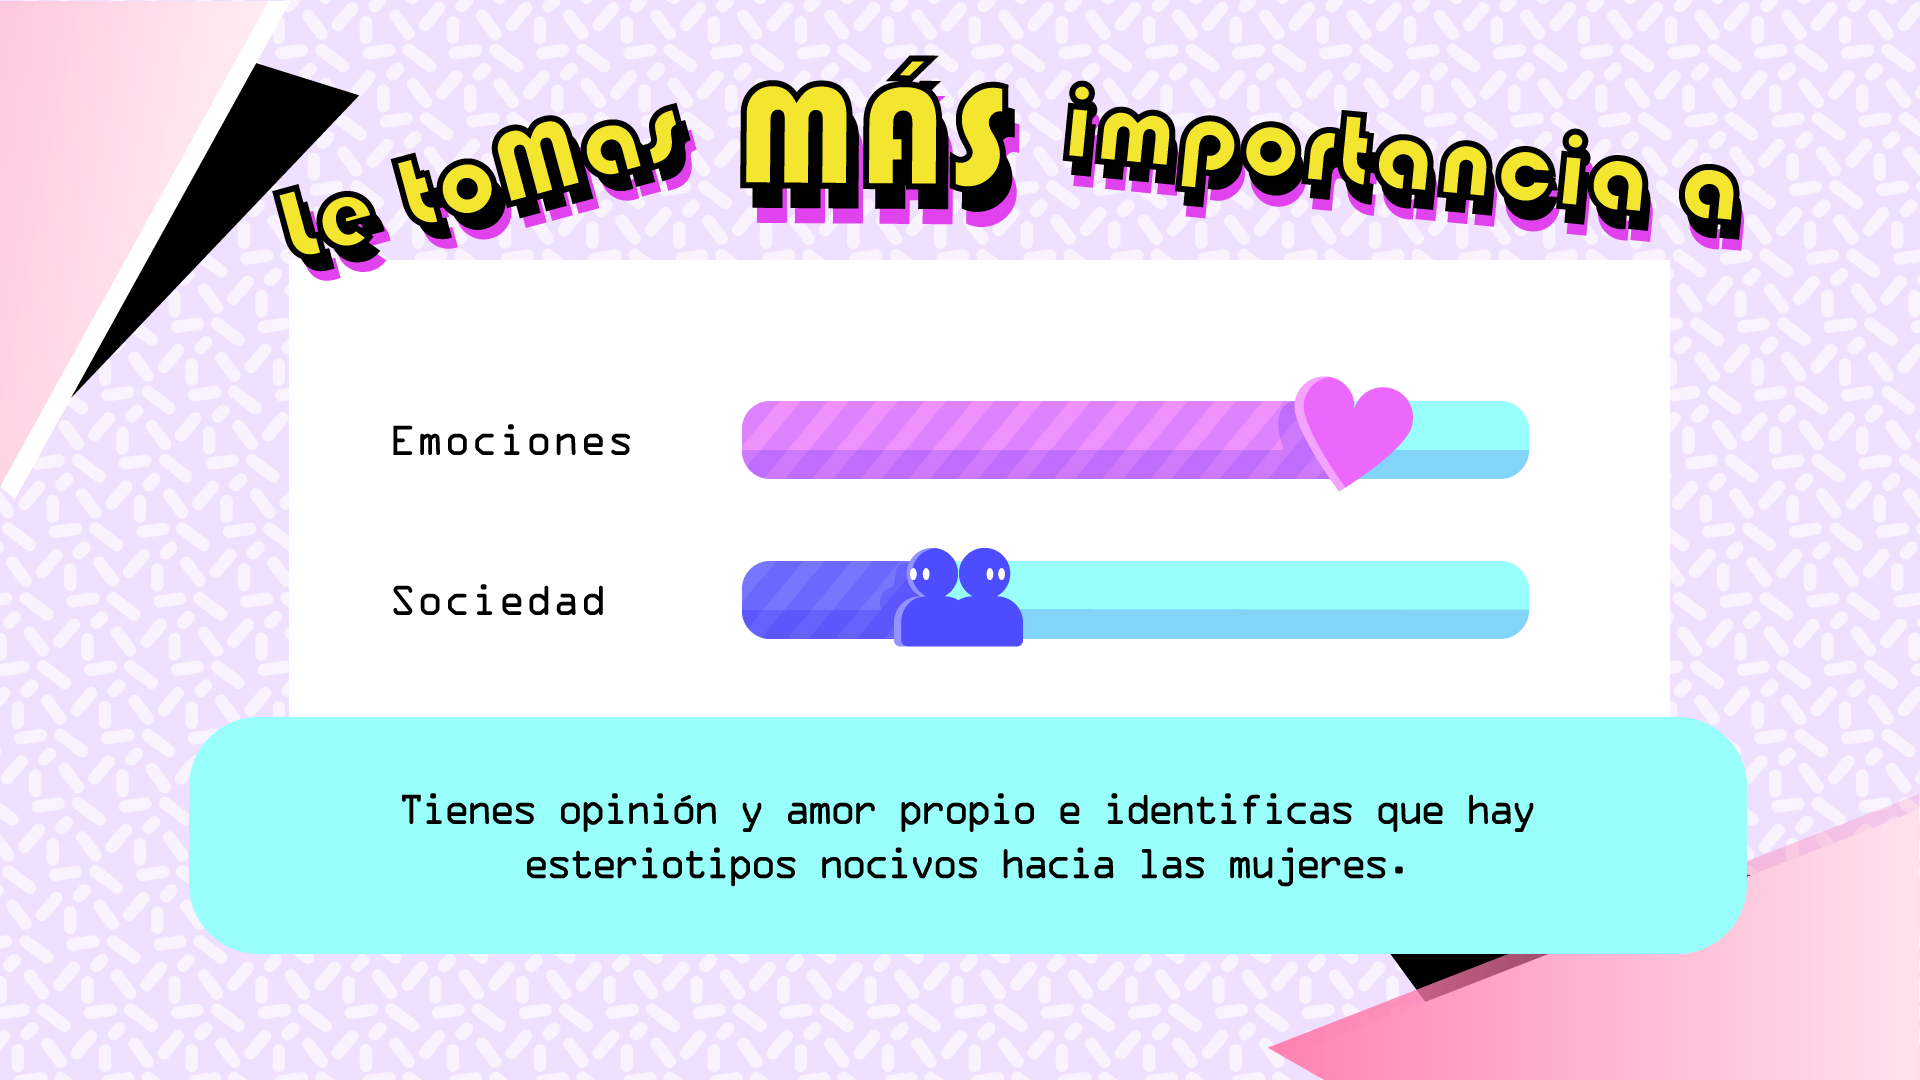 le toMas MÁS importancia a
Emociones
Sociedad
Tienes opinión y amor propio e identificas que hay
esteriotipos nocivos hacia las mujeres.